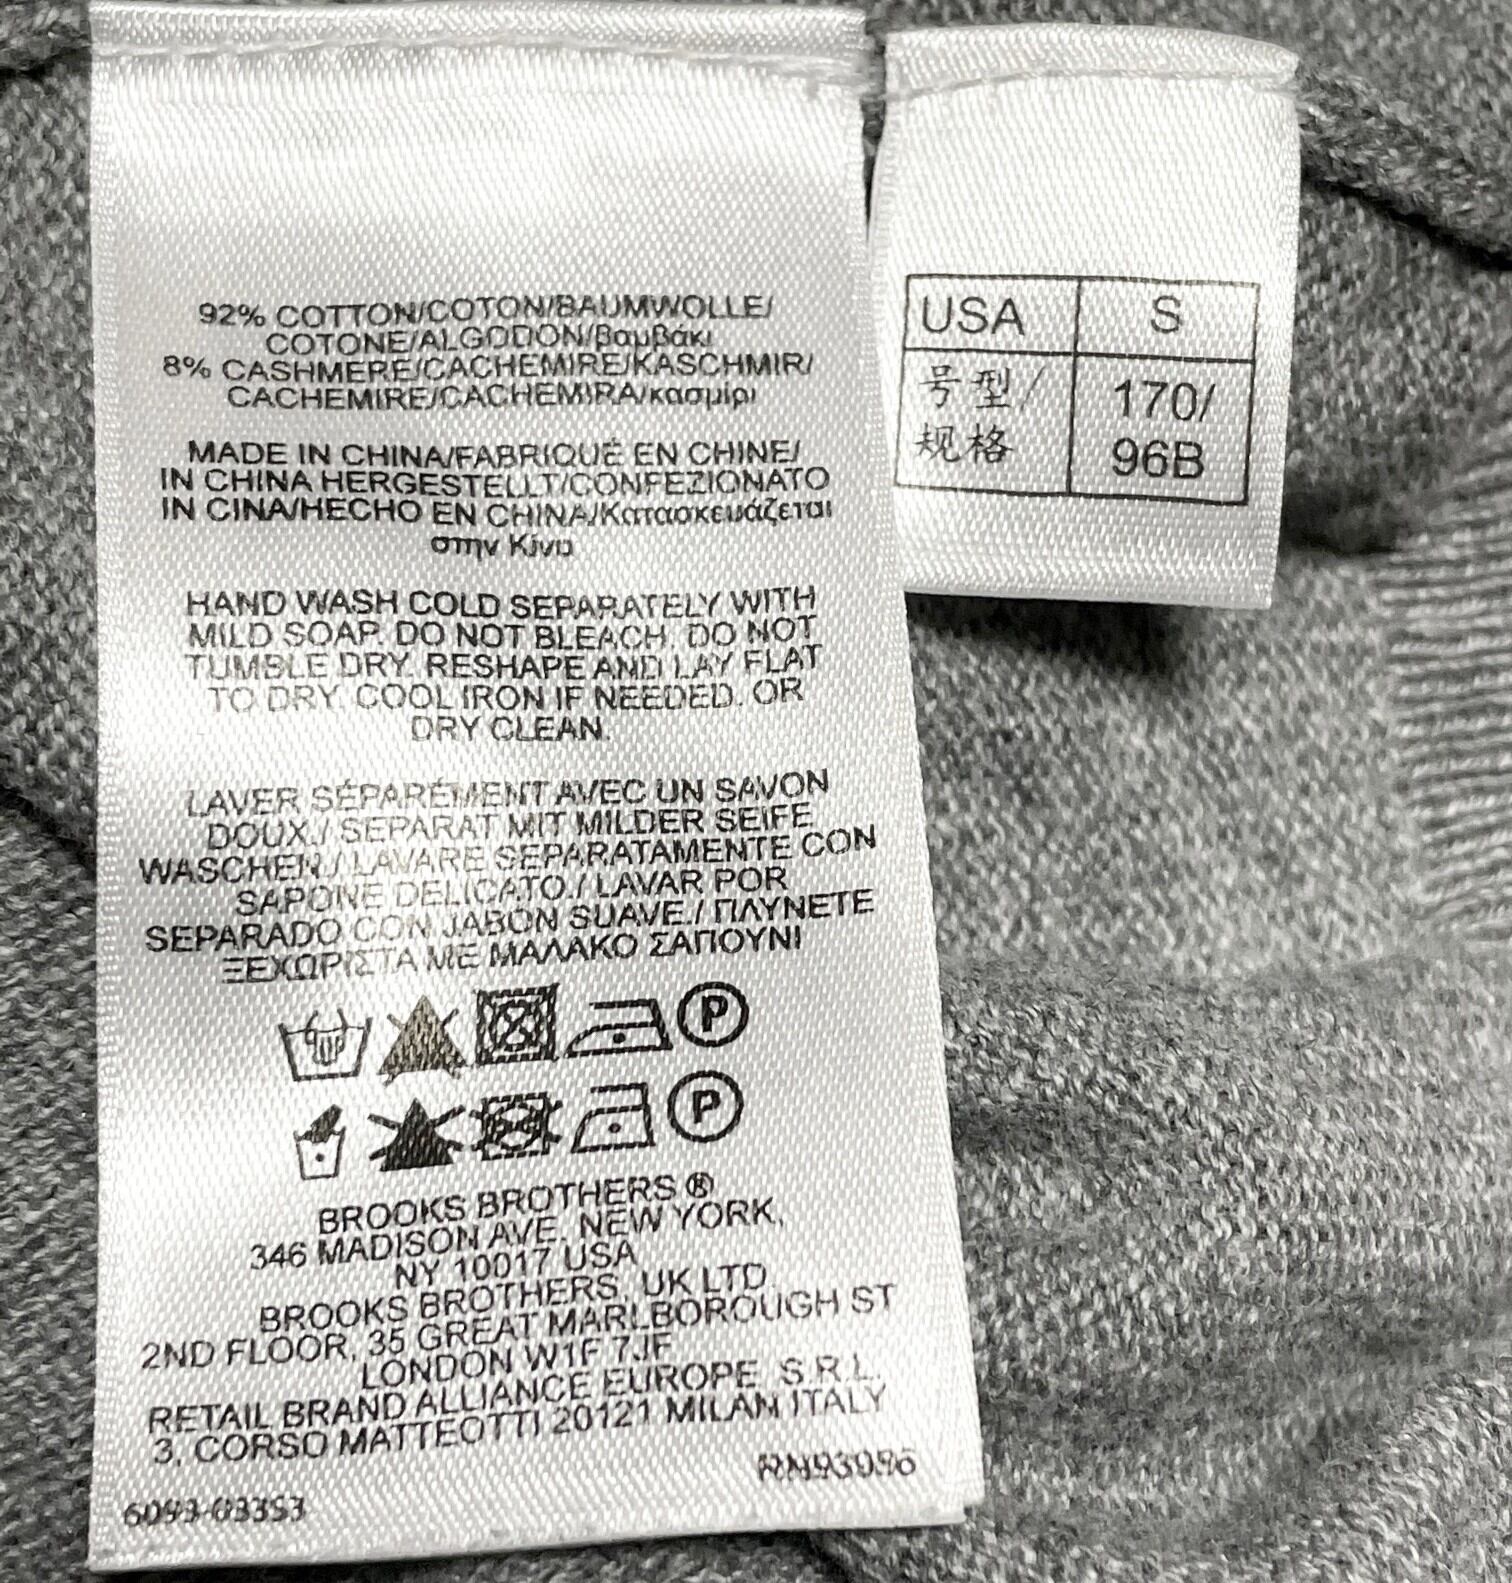 92% COTTON/COTON/BAUMWOLLE/
COTONE/ALGODON/βαμβάκι
8% CASHMERE/CACHEMIRE/KASCHMIR/
CACHEMIRE/CACHEMIRA/κασμίρι
MADE IN CHINA/FABRIQUÉ EN CHINE/
IN CHINA HERGESTELLT/CONFEZIONATO
IN CINA/HECHO EN CHINA/Κατασκευάζεται
στην Κίνα
HAND WASH COLD SEPARATELY WITH
MILD SOAP. DO NOT BLEACH. DO NOT
TUMBLE DRY. RESHAPE AND LAY FLAT
TO DRY. COOL IRON IF NEEDED. OR
DRY CLEAN.
LAVER SÉPARÉMENT AVEC UN SAVON
DOUX./ SEPARAT MIT MILDER SEIFE
WASCHEN./ LAVARE SEPARATAMENTE CON
SAPONE DELICATO./ LAVAR POR
SEPARADO CON JABÓN SUAVE./ ΠΛΥΝΕΤΕ
ΞΕΧΩΡΙΣΤΑ ΜΕ ΜΑΛΑΚΟ ΣΑΠΟΥΝΙ
P
P
BROOKS BROTHERS ®
346 MADISON AVE. NEW YORK,
NY 10017 USA
BROOKS BROTHERS, UK LTD.
2ND FLOOR, 35 GREAT MARLBOROUGH ST
LONDON W1F 7JF
RETAIL BRAND ALLIANCE EUROPE S.R.L.
3, CORSO MATTEOTTI 20121 MILAN ITALY
USA S
号型/ 170/
规格 96B